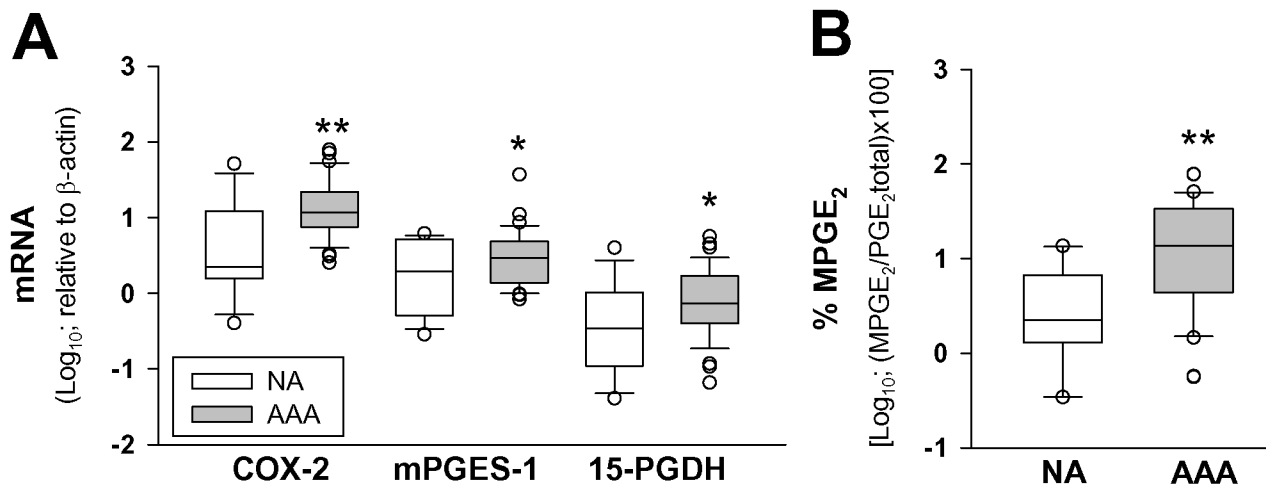 A
mRNA
(Log₁₀; relative to β-actin)
3
2
1
0
-1
-2
**
*
*
NA
AAA
COX-2 mPGES-1 15-PGDH
B
% MPGE₂
[Log₁₀; (MPGE₂/PGE₂total)x100]
3
2
1
0
-1
**
NA AAA